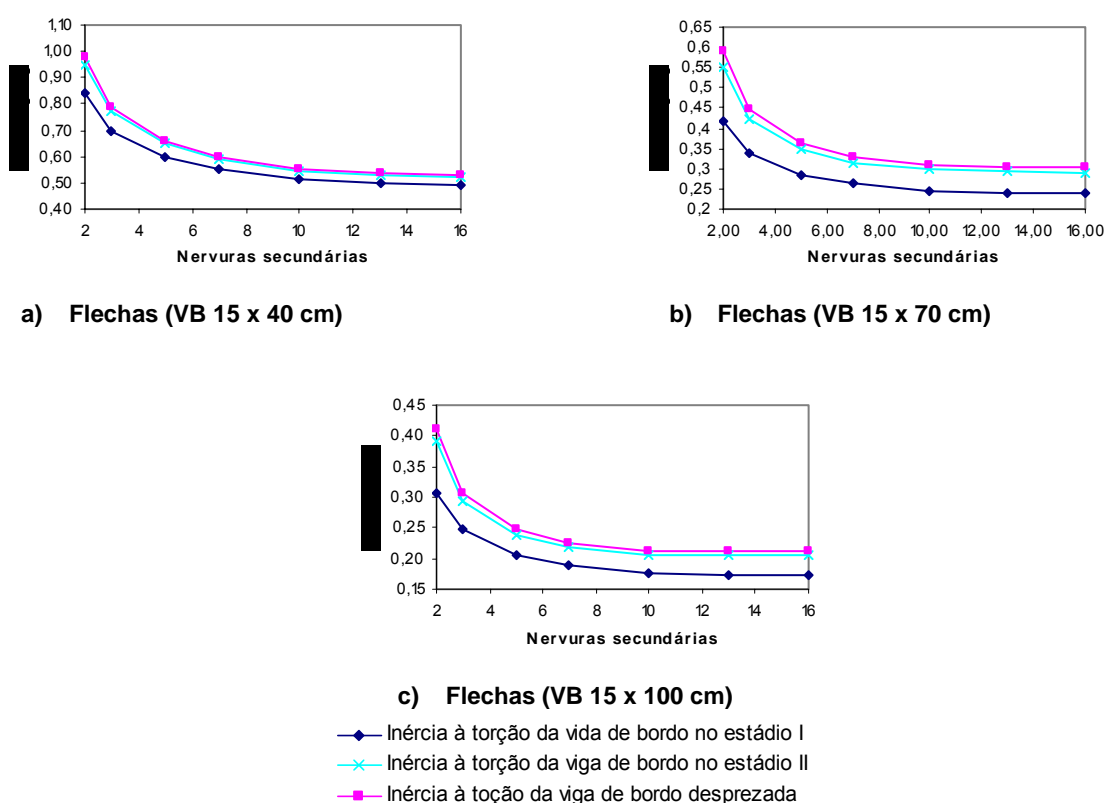 1,10
1,00
0,90
0,80
0,70
0,60
0,50
0,40
2 4 6 8 10 12 14 16
Nervuras secundárias
a) Flechas (VB 15 x 40 cm)
0,65
0,6
0,55
0,5
0,45
0,4
0,35
0,3
0,25
0,2
2,00 4,00 6,00 8,00 10,00 12,00 14,00 16,00
Nervuras secundárias
b) Flechas (VB 15 x 70 cm)
0,45
0,40
0,35
0,30
0,25
0,20
0,15
2 4 6 8 10 12 14 16
Nervuras secundárias
c) Flechas (VB 15 x 100 cm)
Inércia à torção da vida de bordo no estádio I
Inércia à torção da viga de bordo no estádio II
Inércia à toção da viga de bordo desprezada